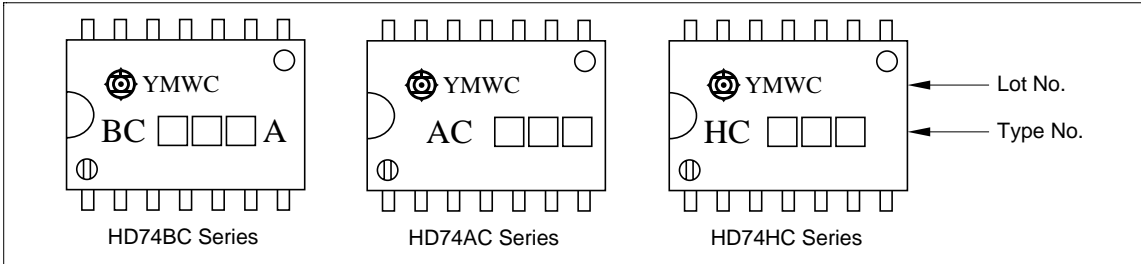 YMWC
BC □□□ A
HD74BC Series
YMWC
AC □□□
HD74AC Series
YMWC
HC □□□
HD74HC Series
Lot No.
Type No.